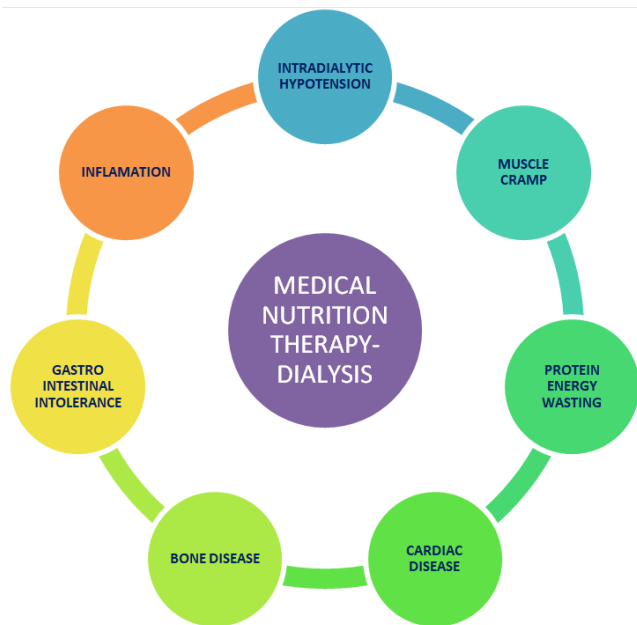 INTRADIALYTIC
HYPOTENSION
MUSCLE
CRAMP
PROTEIN
ENERGY
WASTING
CARDIAC
DISEASE
BONE DISEASE
GASTRO
INTESTINAL
INTOLERANCE
INFLAMATION
MEDICAL
NUTRITION
THERAPY-
DIALYSIS